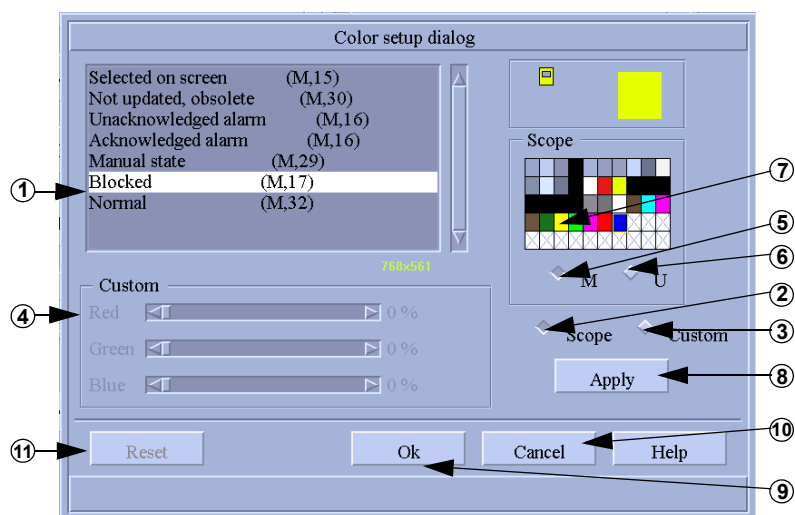 Color setup dialog
Selected on screen (M,15)
Not updated, obsolete (M,30)
Unacknowledged alarm (M,16)
Acknowledged alarm (M,16)
Manual state (M,29)
Blocked (M,17)
Normal (M,32)
768x561
Scope
M U
Scope Custom
Apply
Custom
Red 0 %
Green 0 %
Blue 0 %
Reset Ok Cancel Help
1
4
11
7
5
6
2
3
8
10
9